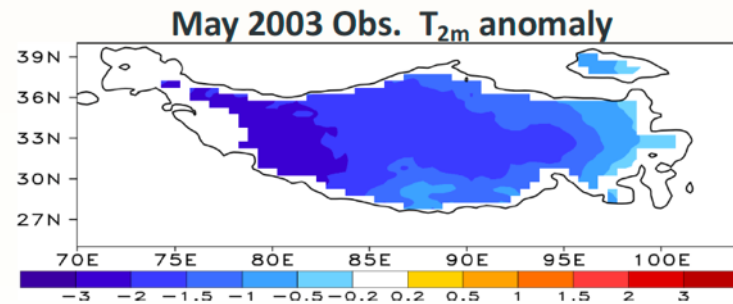 May 2003 Obs. T2m anomaly
39N
36N
33N
30N
27N
70E 75E 80E 85E 90E 95E 100E
-3 -2 -1.5 -1 -0.5 -0.2 0.2 0.5 1 1.5 2 3